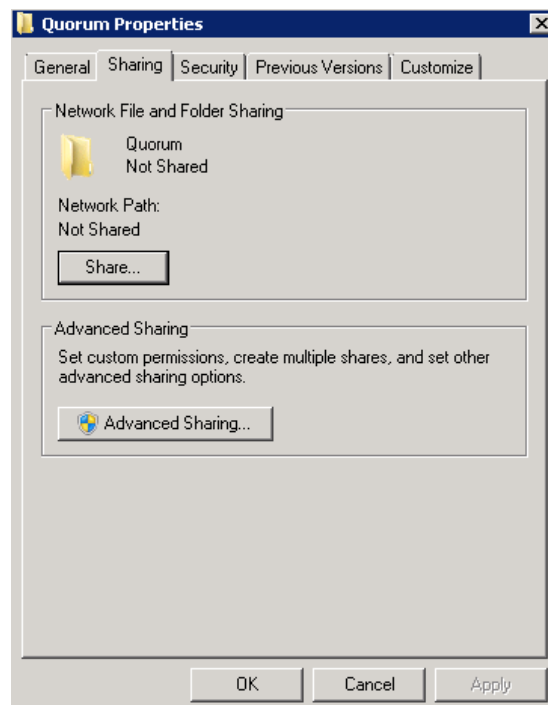 Quorum Properties
General
Sharing
Security
Previous Versions
Customize
Network File and Folder Sharing
Quorum
Not Shared
Network Path:
Not Shared
Share...
Advanced Sharing
Set custom permissions, create multiple shares, and set other
advanced sharing options.
Advanced Sharing...
OK
Cancel
Apply